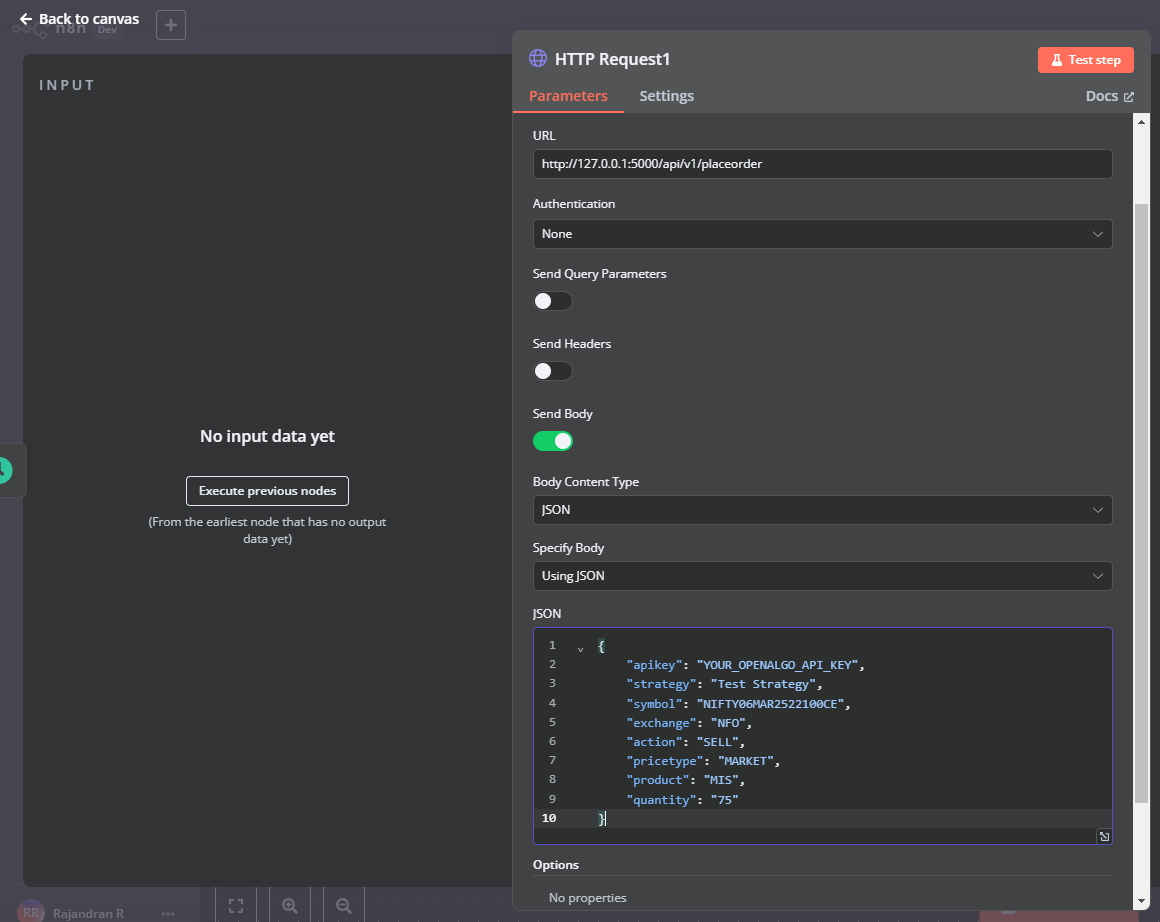 Back to canvas
n8n Dev
+
INPUT
No input data yet
Execute previous nodes
(From the earliest node that has no output
data yet)
RR Rajandran R
HTTP Request1
Test step
Parameters
Settings
Docs
URL
http://127.0.0.1:5000/api/v1/placeorder
Authentication
None
Send Query Parameters
Send Headers
Send Body
Body Content Type
JSON
Specify Body
Using JSON
JSON
1 {
2 "apikey": "YOUR_OPENALGO_API_KEY",
3 "strategy": "Test Strategy",
4 "symbol": "NIFTY06MAR2522100CE",
5 "exchange": "NFO",
6 "action": "SELL",
7 "pricetype": "MARKET",
8 "product": "MIS",
9 "quantity": "75"
10 }
Options
No properties